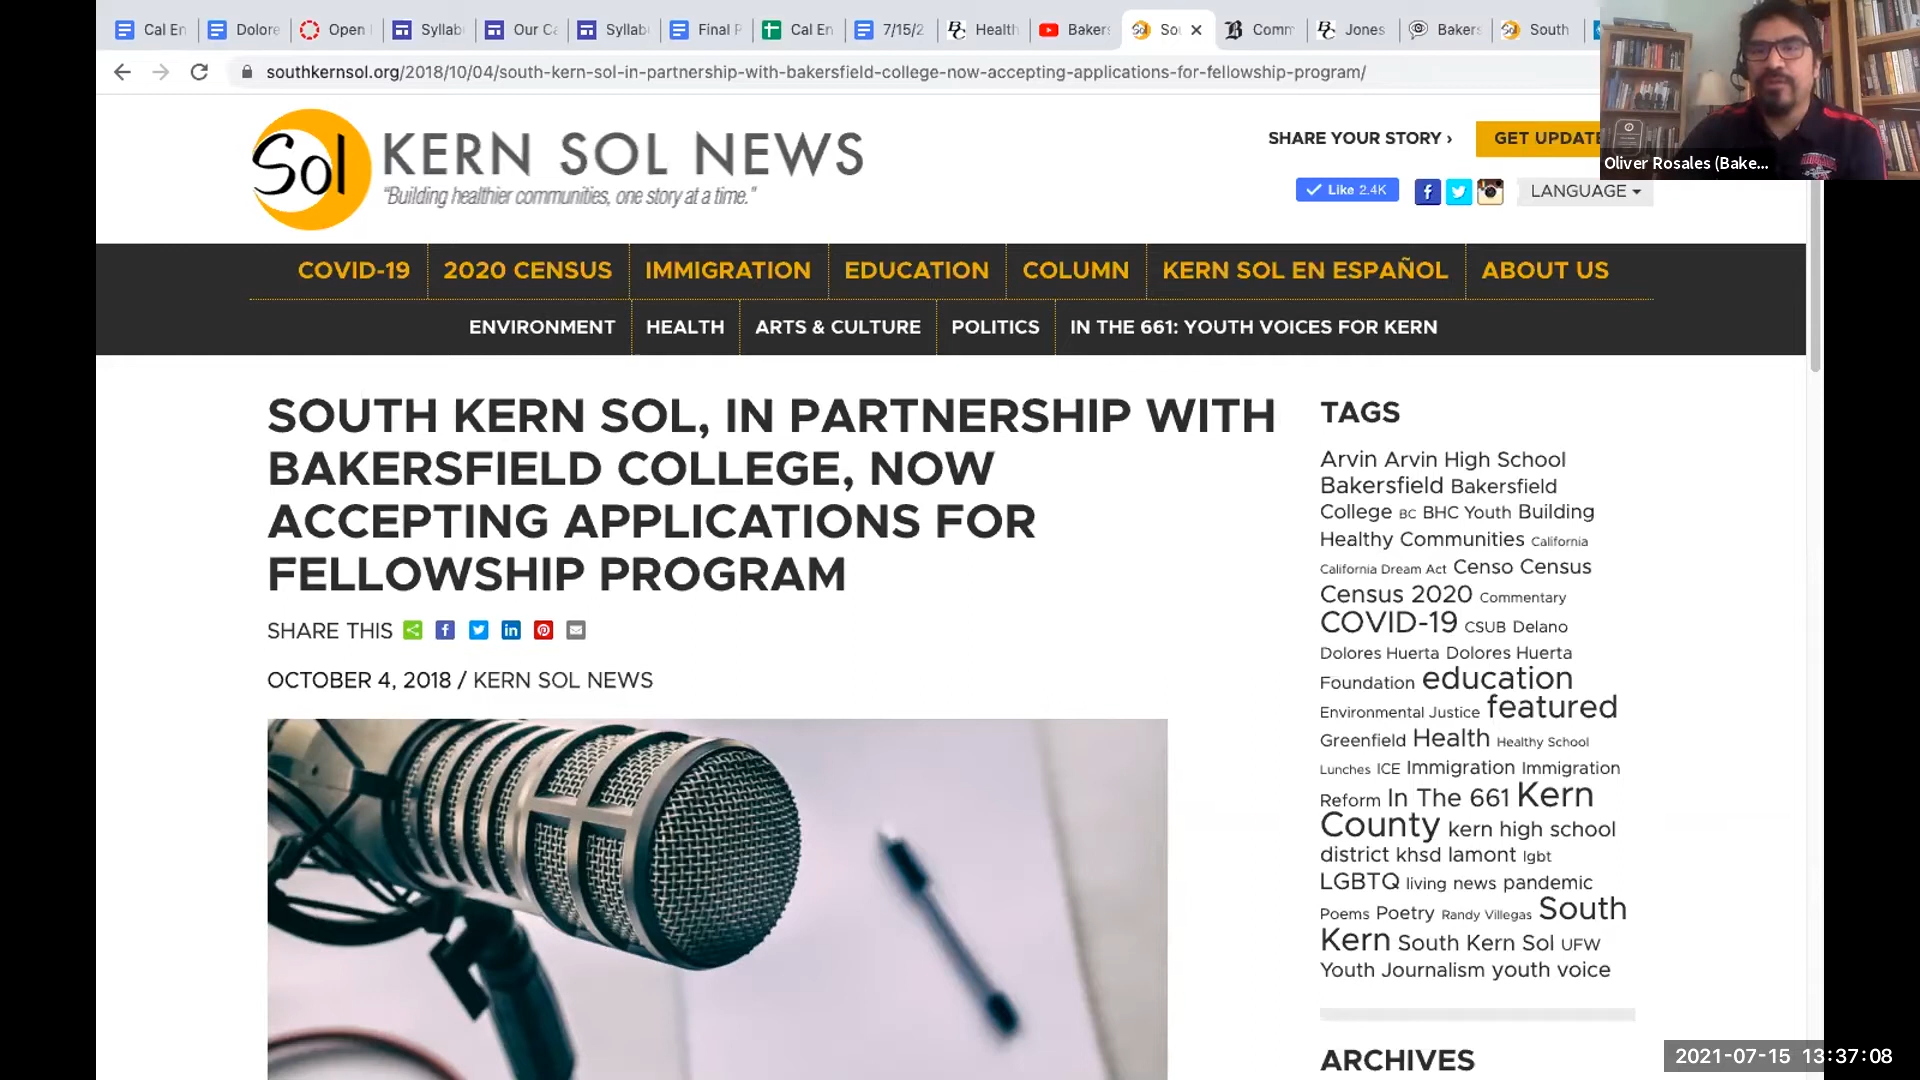 Cal En
Dolore
Open
Syllab
Our Ca
Syllab
Final P
Cal En
7/15/2
Health
Bakers
Sou
Comm
Jones
Bakers
South
southkernsol.org/2018/10/04/south-kern-sol-in-partnership-with-bakersfield-college-now-accepting-applications-for-fellowship-program/
Oliver Rosales (Bake...
Sol KERN SOL NEWS
"Building healthier communities, one story at a time."
SHARE YOUR STORY ›
GET UPDATE
Like 2.4K
LANGUAGE
COVID-19
2020 CENSUS
IMMIGRATION
EDUCATION
COLUMN
KERN SOL EN ESPAÑOL
ABOUT US
ENVIRONMENT
HEALTH
ARTS & CULTURE
POLITICS
IN THE 661: YOUTH VOICES FOR KERN
SOUTH KERN SOL, IN PARTNERSHIP WITH
BAKERSFIELD COLLEGE, NOW
ACCEPTING APPLICATIONS FOR
FELLOWSHIP PROGRAM
SHARE THIS
OCTOBER 4, 2018 / KERN SOL NEWS
TAGS
Arvin Arvin High School
Bakersfield Bakersfield
College BC BHC Youth Building
Healthy Communities California
California Dream Act Censo Census
Census 2020 Commentary
COVID-19 CSUB Delano
Dolores Huerta Dolores Huerta
Foundation education
Environmental Justice featured
Greenfield Health Healthy School
Lunches ICE Immigration Immigration
Reform In The 661 Kern
County kern high school
district khsd lamont lgbt
LGBTQ living news pandemic
Poems Poetry Randy Villegas South
Kern South Kern Sol UFW
Youth Journalism youth voice
ARCHIVES
2021-07-15 13:37:08